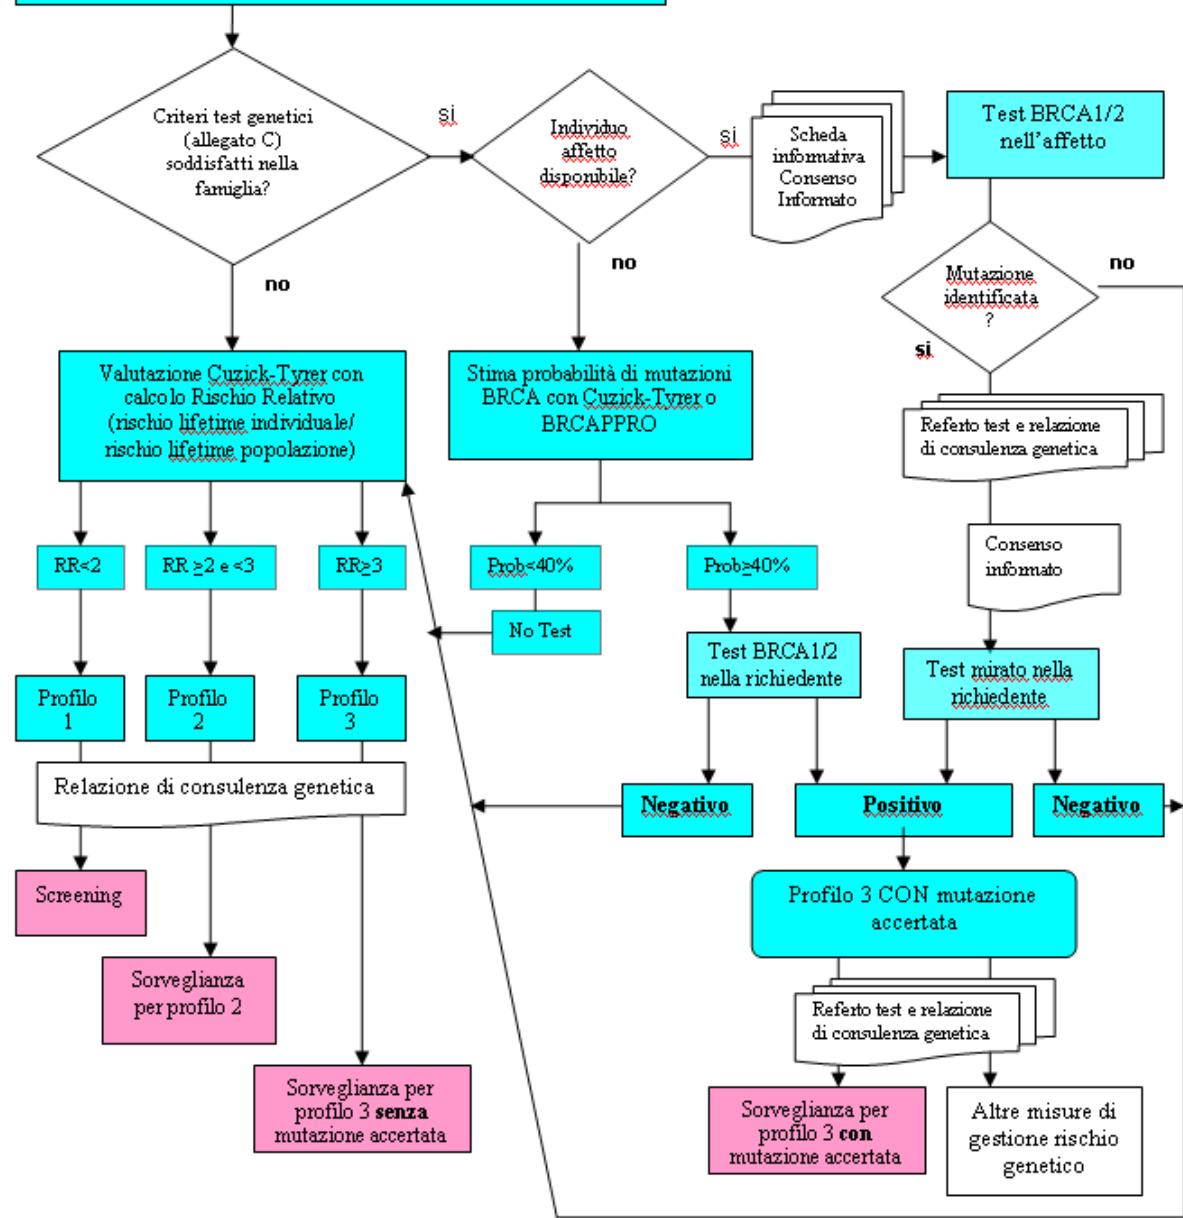 Criteri test genetici
(allegato C)
soddisfatti nella
famiglia?
si
no
Individuo
affetto
disponibile?
si
no
Scheda
informativa
Consenso
Informato
Test BRCA1/2
nell'affetto
Mutazione
identificata
?
no
si
Valutazione Cuzick-Tyrer con
calcolo Rischio Relativo
(rischio lifetime individuale/
rischio lifetime popolazione)
Stima probabilità di mutazioni
BRCA con Cuzick-Tyrer o
BRCAPPRO
Referto test e relazione
di consulenza genetica
Consenso
informato
RR<2
RR ≥2 e <3
RR≥3
Prob<40%
Prob≥40%
No Test
Test BRCA1/2
nella richiedente
Test mirato nella
richiedente
Profilo
1
Profilo
2
Profilo
3
Relazione di consulenza genetica
Negativo
Positivo
Negativo
Screening
Profilo 3 CON mutazione
accertata
Sorveglianza
per profilo 2
Referto test e relazione
di consulenza genetica
Sorveglianza per
profilo 3 senza
mutazione accertata
Sorveglianza per
profilo 3 con
mutazione accertata
Altre misure di
gestione rischio
genetico